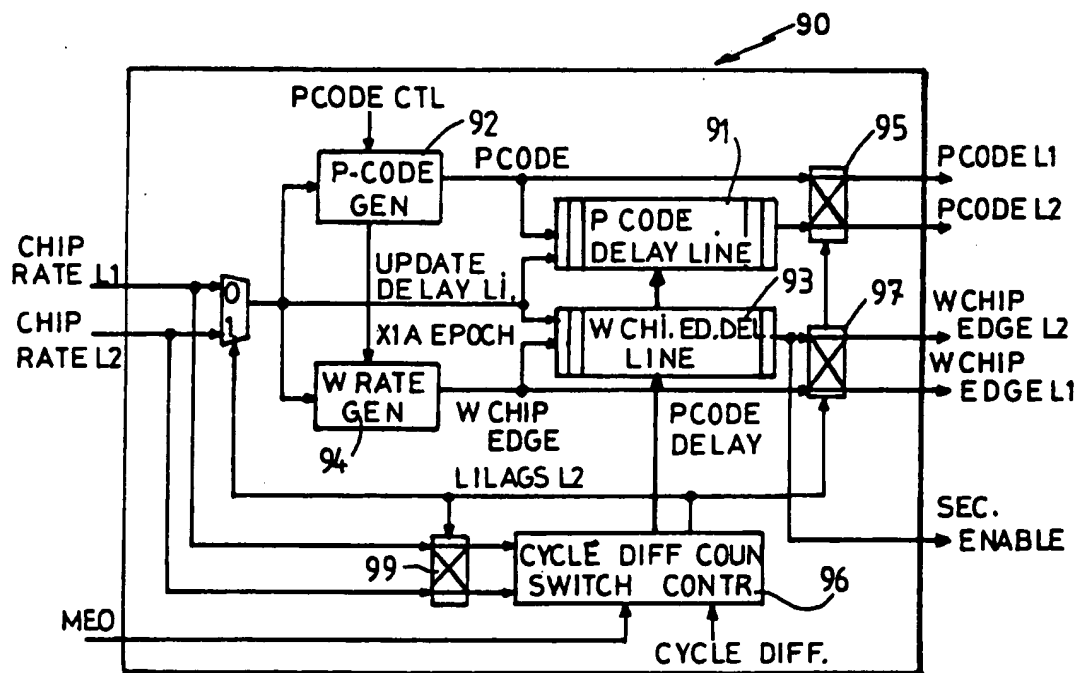 90
PCODE CTL
92
P-CODE
GEN
PCODE
91
95
PCODE L1
PCODE L2
P CODE
DELAY LINE
CHIP
RATE L1
CHIP
RATE L2
0
1
UPDATE
DELAY Li.
X1A EPOCH
93
97
W CHi. ED. DEL
LINE
W CHIP
EDGE L2
W CHIP
EDGE L1
W RATE
GEN
94
W CHIP
EDGE
PCODE
DELAY
L1LAGS L2
SEC.
ENABLE
99
CYCLE DIFF COUN
SWITCH CONTR.
96
MEO
CYCLE DIFF.